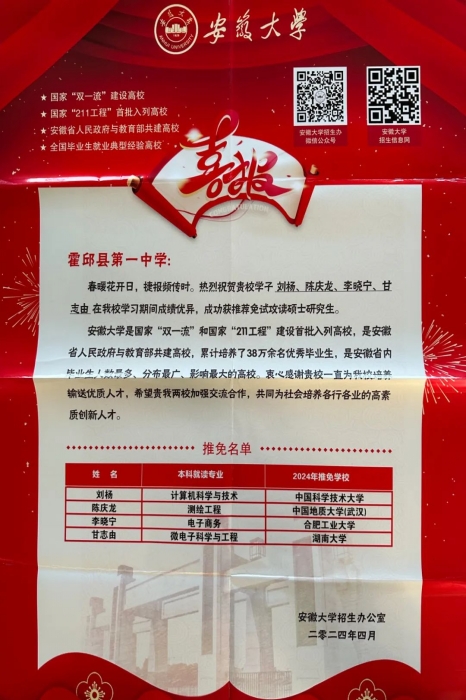 安徽大学
★ 国家“双一流”建设高校
★ 国家“211工程”首批入列高校
★ 安徽省人民政府与教育部共建高校
★ 全国毕业生就业典型经验高校
安徽大学招生办
微信公众号
安徽大学
招生信息网
喜报
霍邱县第一中学:
春暖花开日，捷报频传时。热烈祝贺贵校学子 刘杨、陈庆龙、李晓宁、甘
志由 在我校学习期间成绩优异，成功获推荐免试攻读硕士研究生。
安徽大学是国家“双一流”和国家“211工程”建设首批入列高校，是安徽
省人民政府与教育部共建高校，累计培养了38万余名优秀毕业生，是安徽省内
毕业生人数最多、分布最广、影响最大的高校。衷心感谢贵校一直为我校培养
输送优质人才，希望贵我两校加强交流合作，共同为社会培养各行各业的高素
质创新人才。
推免名单
姓 名 本科就读专业 2024年推免学校
刘杨 计算机科学与技术 中国科学技术大学
陈庆龙 测绘工程 中国地质大学(武汉)
李晓宁 电子商务 合肥工业大学
甘志由 微电子科学与工程 湖南大学
安徽大学招生办公室
二〇二四年四月